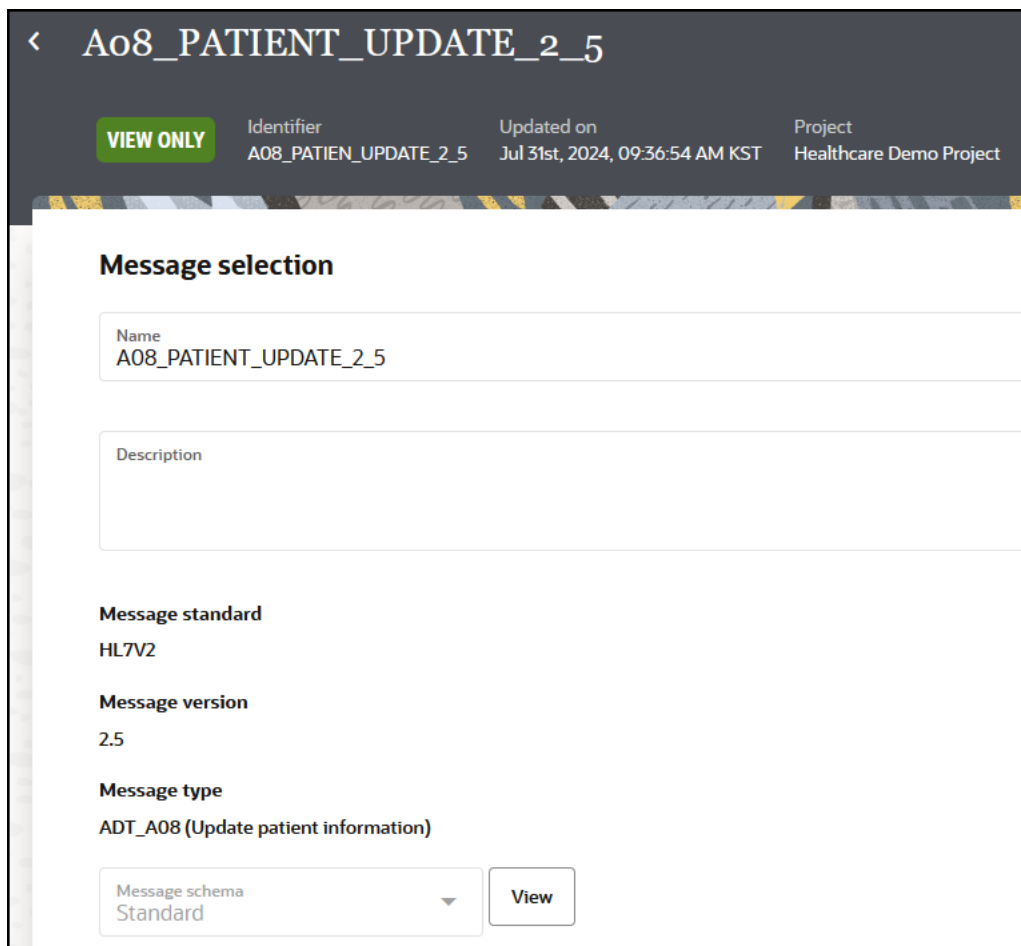 A08_PATIENT_UPDATE_2_5
VIEW ONLY
Identifier
A08_PATIEN_UPDATE_2_5
Updated on
Jul 31st, 2024, 09:36:54 AM KST
Project
Healthcare Demo Project
Message selection
Name
A08_PATIENT_UPDATE_2_5
Description
Message standard
HL7V2
Message version
2.5
Message type
ADT_A08 (Update patient information)
Message schema
Standard
View